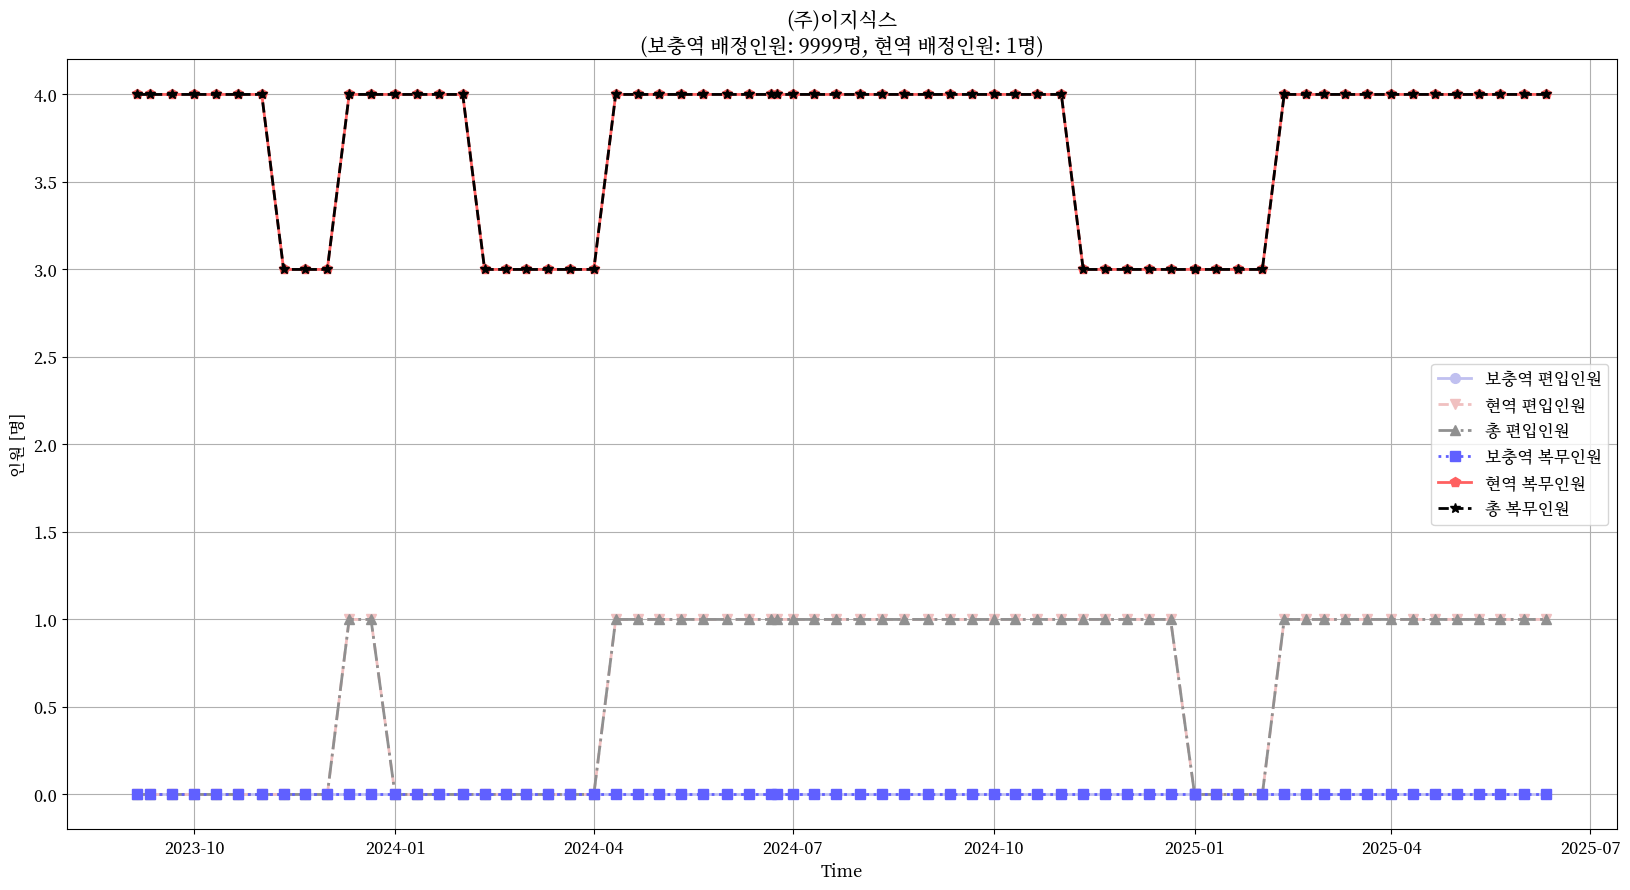 (주)이지식스
(보충역 배정인원: 9999명, 현역 배정인원: 1명)
인원 [명]
4.0
3.5
3.0
2.5
2.0
1.5
1.0
0.5
0.0
보충역 편입인원
현역 편입인원
총 편입인원
보충역 복무인원
현역 복무인원
총 복무인원
2023-10
2024-01
2024-04
2024-07
2024-10
2025-01
2025-04
2025-07
Time